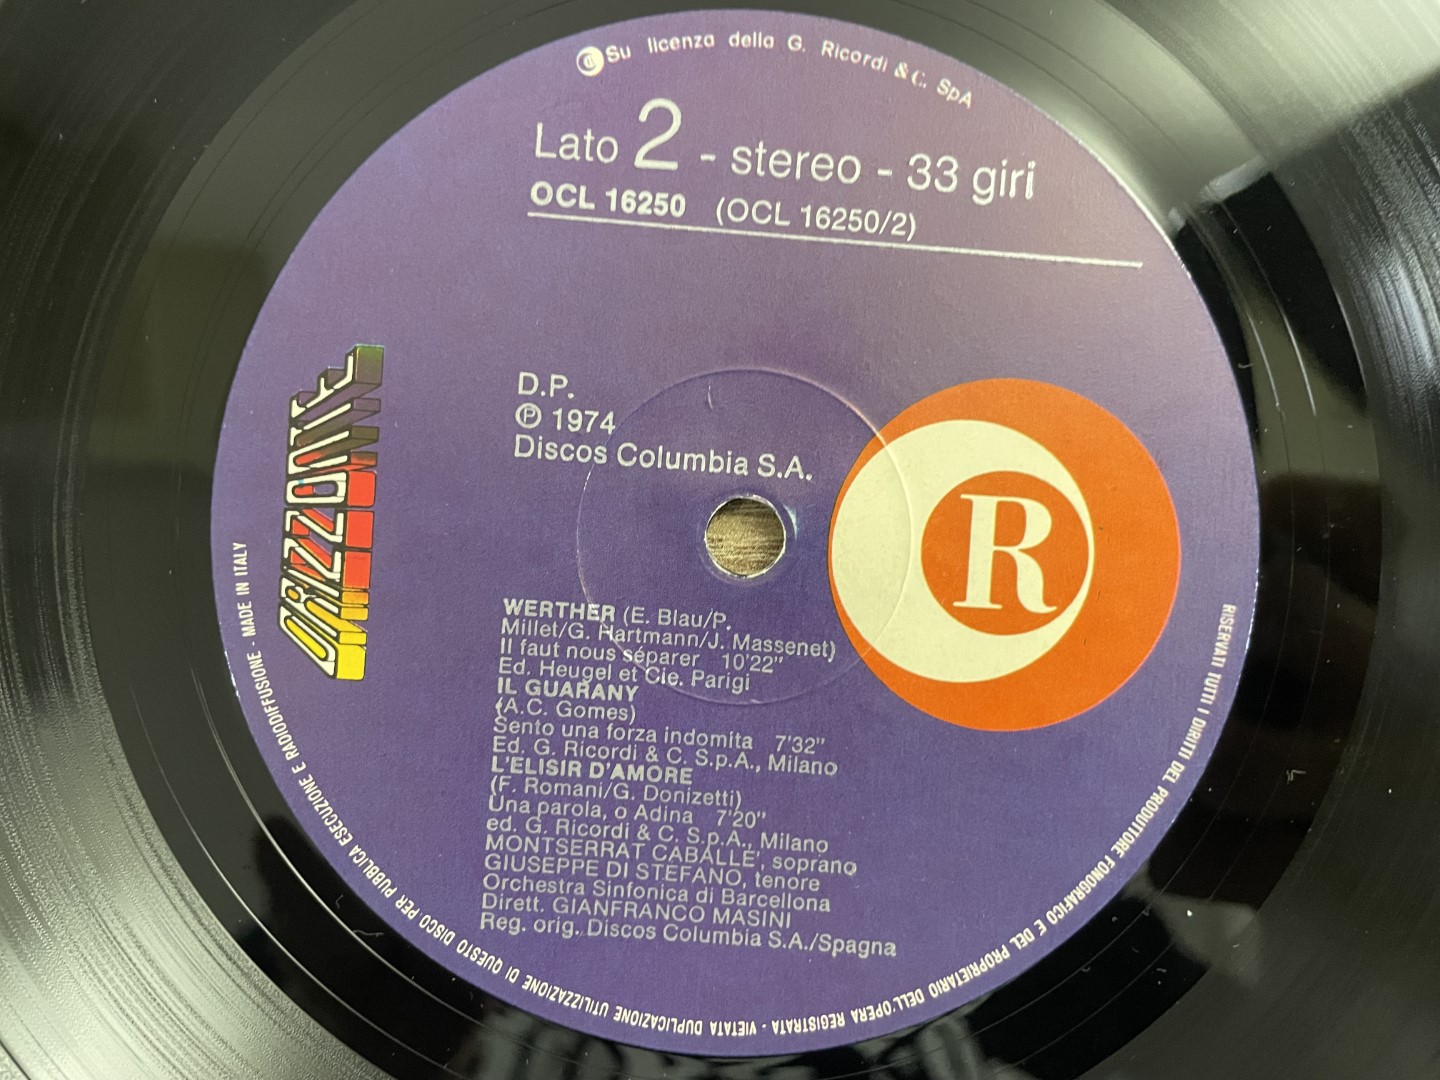 Su licenza della G. Ricordi & C. SpA
Lato 2 - stereo - 33 giri
OCL 16250 (OCL 16250/2)
ORIZZONTE
D.P.
℗ 1974
Discos Columbia S.A.
R
WERTHER (E. Blau/P.
Millet/G. Hartmann/J. Massenet)
Il faut nous séparer 10'22"
Ed. Heugel et Cie. Parigi
IL GUARANY
(A.C. Gomes)
Sento una forza indomita 7'32"
Ed. G. Ricordi & C. S.p.A., Milano
L'ELISIR D'AMORE
(F. Romani/G. Donizetti)
Una parola, o Adina 7'20"
ed. G. Ricordi & C. S.p.A., Milano
MONTSERRAT CABALLE', soprano
GIUSEPPE DI STEFANO, tenore
Orchestra Sinfonica di Barcellona
Dirett. GIANFRANCO MASINI
Reg. orig. Discos Columbia S.A./Spagna
RISERVATI TUTTI I DIRITTI DEL PRODUTTORE FONOGRAFICO E DEL PROPRIETARIO DELL'OPERA REGISTRATA - VIETATA DUPLICAZIONE UTILIZZAZIONE DI QUESTO DISCO PER PUBBLICA ESECUZIONE E RADIODIFFUSIONE - MADE IN ITALY